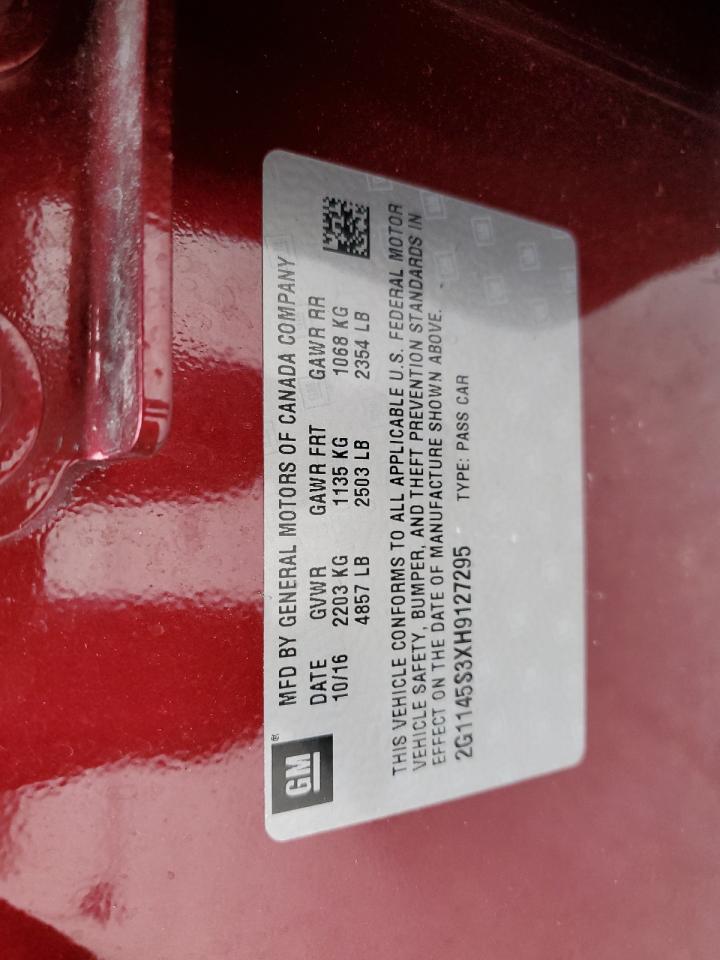 GM®
MFD BY GENERAL MOTORS OF CANADA COMPANY
DATE GVWR GAWR FRT GAWR RR
10/16 2203 KG 1135 KG 1068 KG
4857 LB 2503 LB 2354 LB
THIS VEHICLE CONFORMS TO ALL APPLICABLE U.S. FEDERAL MOTOR
VEHICLE SAFETY, BUMPER, AND THEFT PREVENTION STANDARDS IN
EFFECT ON THE DATE OF MANUFACTURE SHOWN ABOVE.
2G1145S3XH9127295 TYPE: PASS CAR